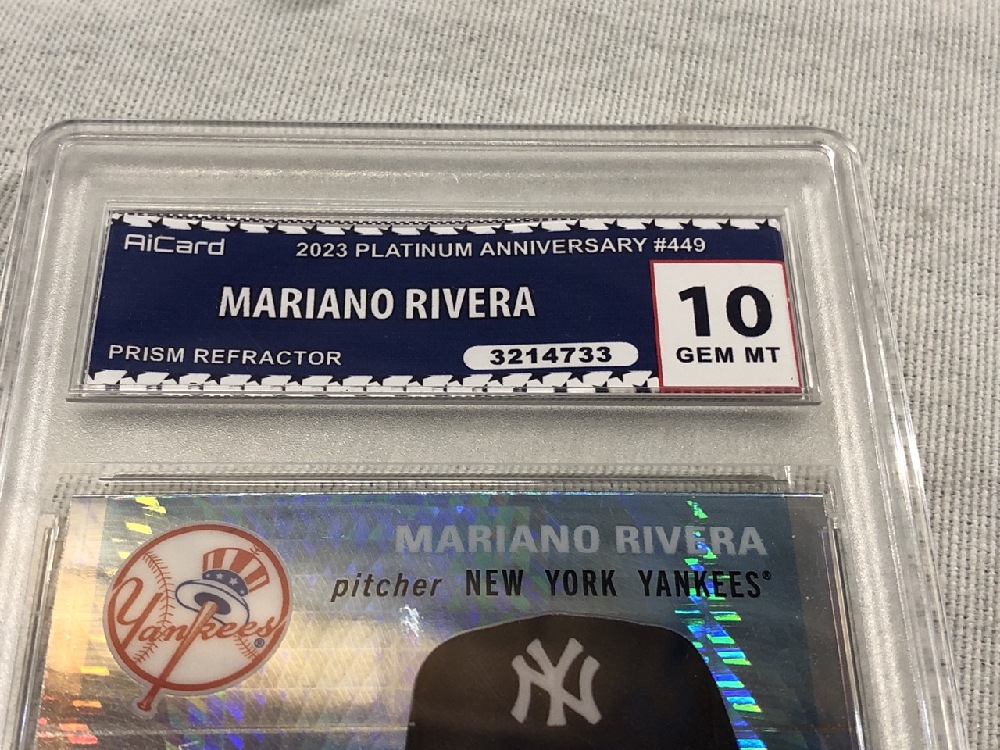 AiCard 2023 PLATINUM ANNIVERSARY #449
MARIANO RIVERA
10
PRISM REFRACTOR 3214733 GEM MT
MARIANO RIVERA
pitcher NEW YORK YANKEES®
Yankees®
NY